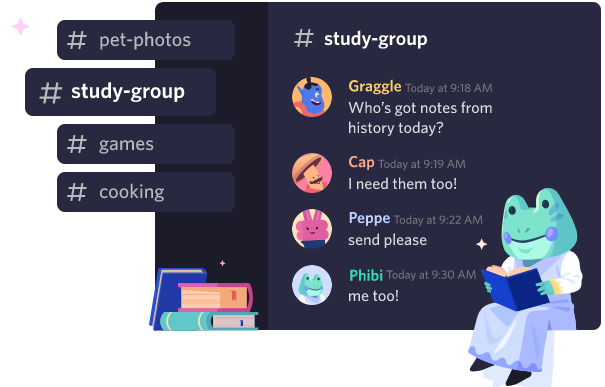 # pet-photos
# study-group
# games
# cooking
# study-group
Graggle Today at 9:18 AM
Who's got notes from
history today?
Cap Today at 9:19 AM
I need them too!
Peppe Today at 9:22 AM
send please
Phibi Today at 9:30 AM
me too!